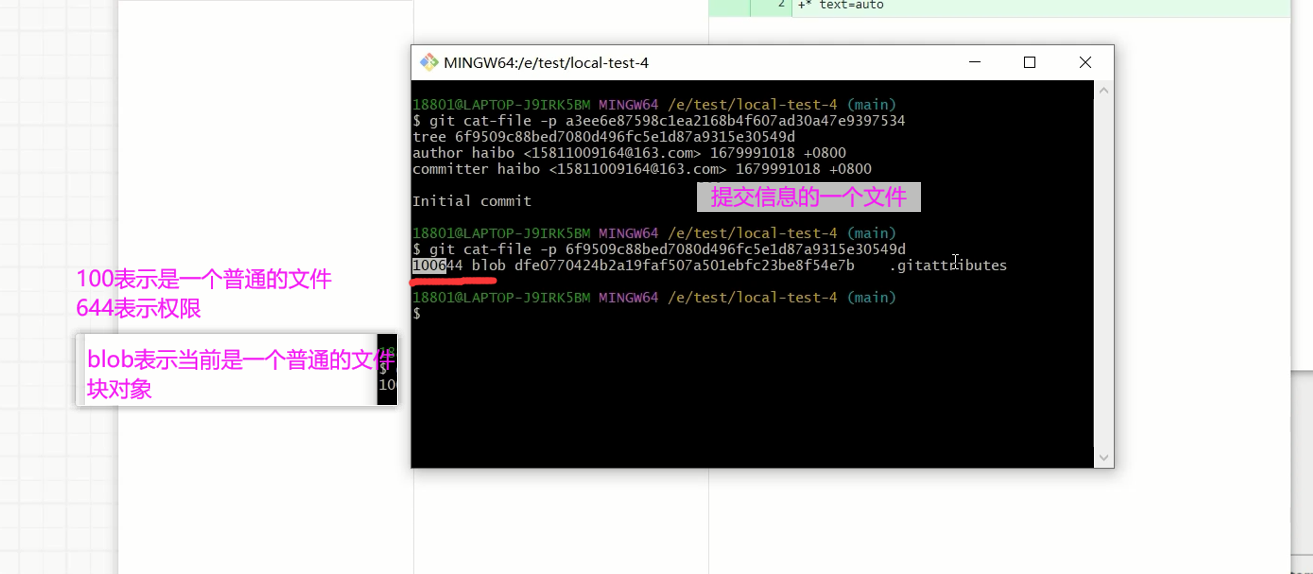 2 +* text=auto
MINGW64:/e/test/local-test-4
18801@LAPTOP-J9IRK5BM MINGW64 /e/test/local-test-4 (main)
$ git cat-file -p a3ee6e87598c1ea2168b4f607ad30a47e9397534
tree 6f9509c88bed7080d496fc5e1d87a9315e30549d
author haibo <15811009164@163.com> 1679991018 +0800
committer haibo <15811009164@163.com> 1679991018 +0800
Initial commit
提交信息的一个文件
18801@LAPTOP-J9IRK5BM MINGW64 /e/test/local-test-4 (main)
$ git cat-file -p 6f9509c88bed7080d496fc5e1d87a9315e30549d
100644 blob dfe0770424b2a19faf507a501ebfc23be8f54e7b .gitattributes
18801@LAPTOP-J9IRK5BM MINGW64 /e/test/local-test-4 (main)
$
100表示是一个普通的文件
644表示权限
blob表示当前是一个普通的文件
块对象